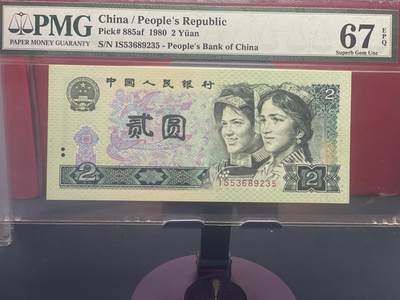 PMG
PAPER MONEY GUARANTY
China / People's Republic
Pick# 885af 1980 2 Yüan
S/N IS53689235 - People's Bank of China
67
EPQ
Superb Gem Unc
中国人民银行
2
贰圆
IS53689235
2
2